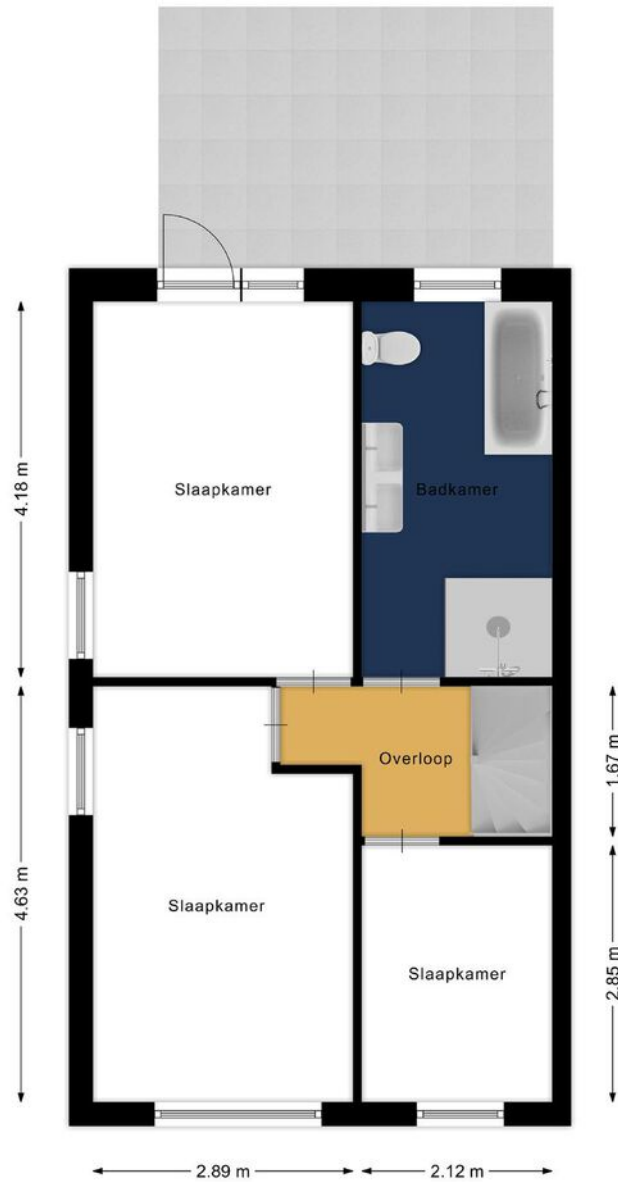 4.18 m
Slaapkamer
Badkamer
Overloop
1.67 m
4.63 m
Slaapkamer
Slaapkamer
2.85 m
2.89 m
2.12 m